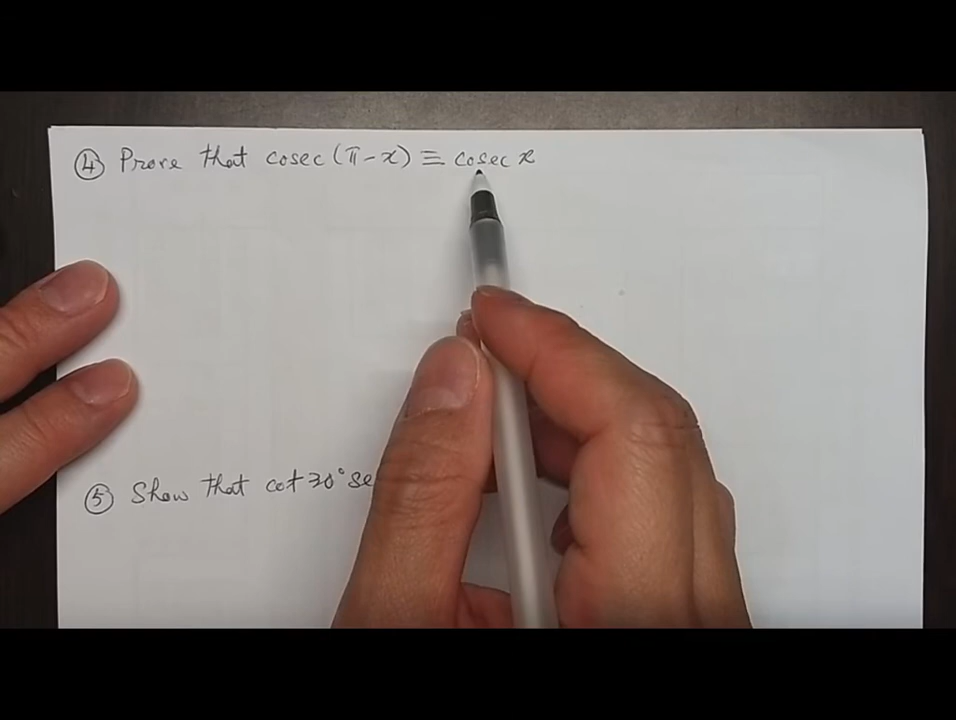 ④ Prove that cosec (π - x) ≡ cosec x
⑤ Show that cot 30° se